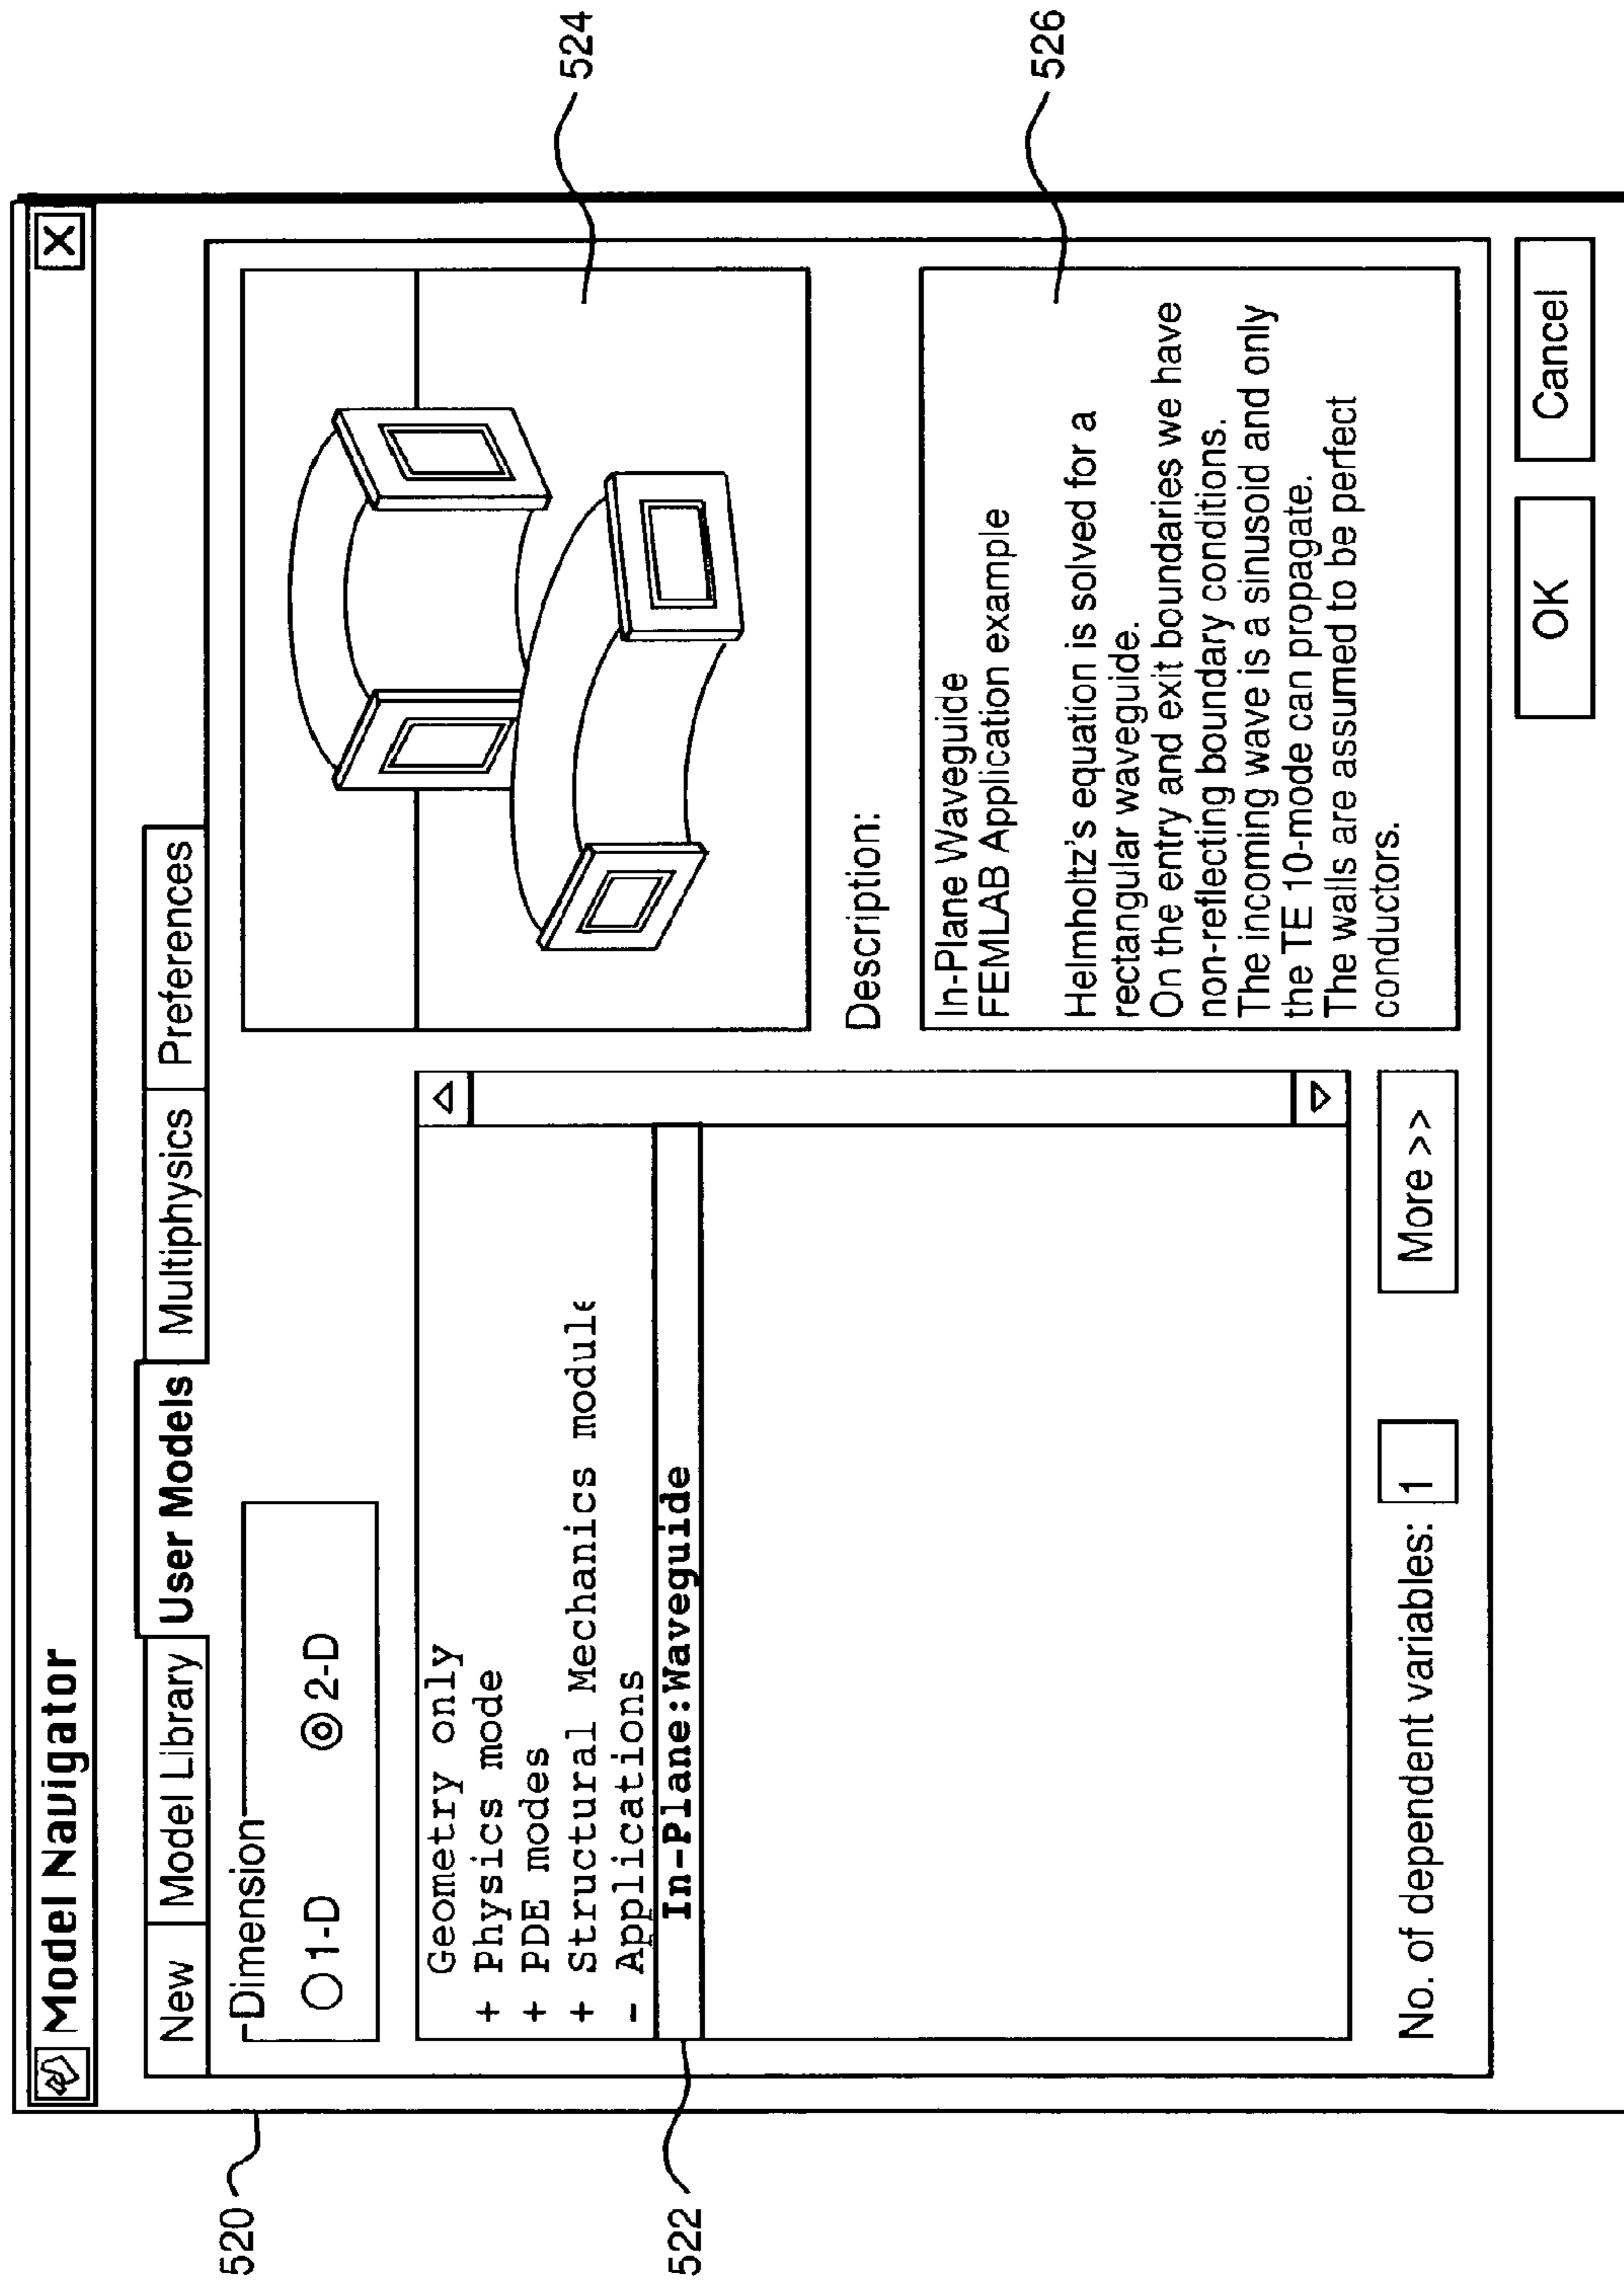 Model Navigator
X
New
Model Library
User Models
Multiphysics
Preferences
Dimension
1-D
2-D
Geometry only
+ Physics mode
+ PDE modes
+ Structural Mechanics module
- Applications
In-Plane:Waveguide
No. of dependent variables: 1
More >>
Description:
In-Plane Waveguide
FEMLAB Application example
Helmholtz's equation is solved for a
rectangular waveguide.
On the entry and exit boundaries we have
non-reflecting boundary conditions.
The incoming wave is a sinusoid and only
the TE 10-mode can propagate.
The walls are assumed to be perfect
conductors.
OK
Cancel
520
522
524
526